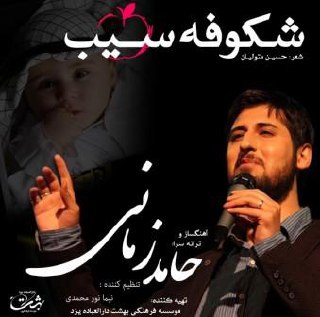 شکوفه سیب
شعر: حسین متولیان
آهنگساز و
ترانه سرا:
حامد زمانی
تنظیم کننده :
نیما نور محمدی
تهیه کننده:
موسسه فرهنگی بهشت دارالعباده یزد
بهشت